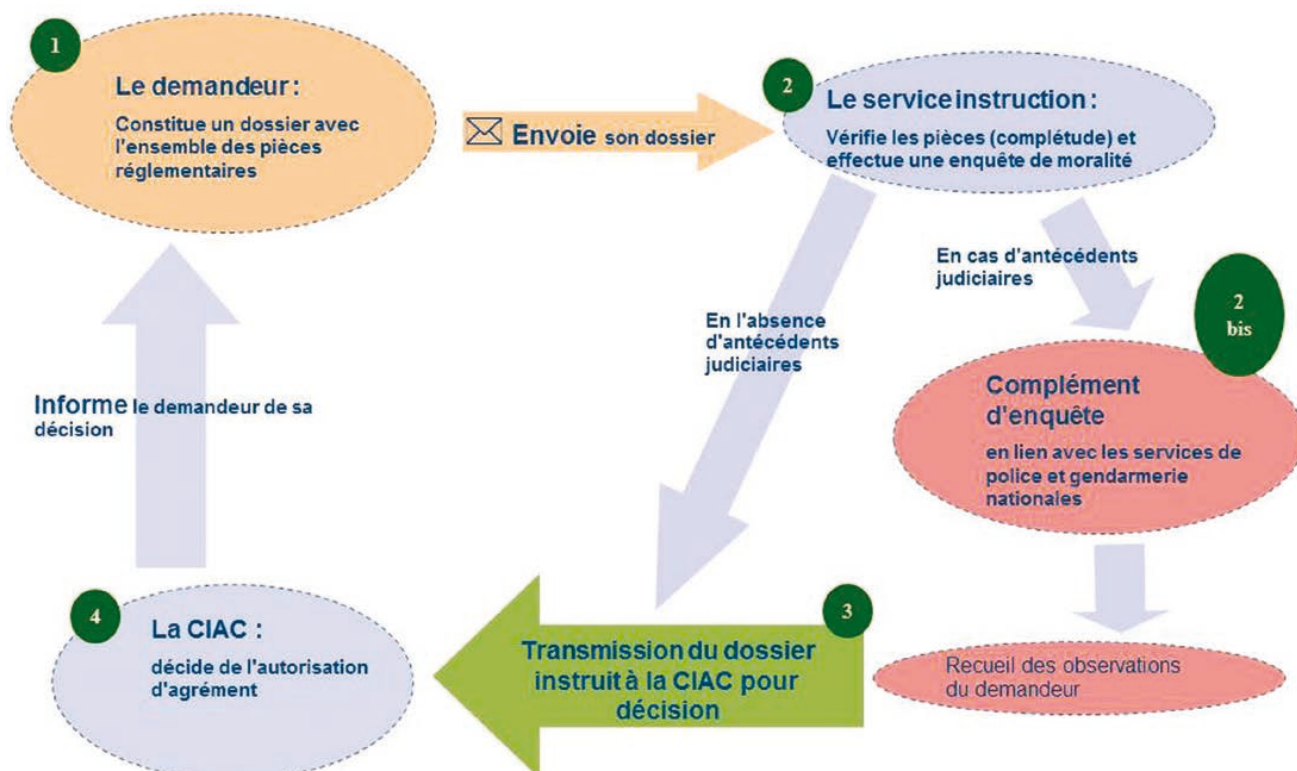 1
Le demandeur :
Constitue un dossier avec
l'ensemble des pièces
réglementaires
Envoie son dossier
2
Le service instruction :
Vérifie les pièces (complétude) et
effectue une enquête de moralité
En cas d'antécédents
judiciaires
2
bis
En l'absence
d'antécédents
judiciaires
Complément
d'enquête
en lien avec les services de
police et gendarmerie
nationales
Informe le demandeur de sa
décision
3
Recueil des observations
du demandeur
Transmission du dossier
instruit à la CIAC pour
décision
4
La CIAC :
décide de l'autorisation
d'agrément